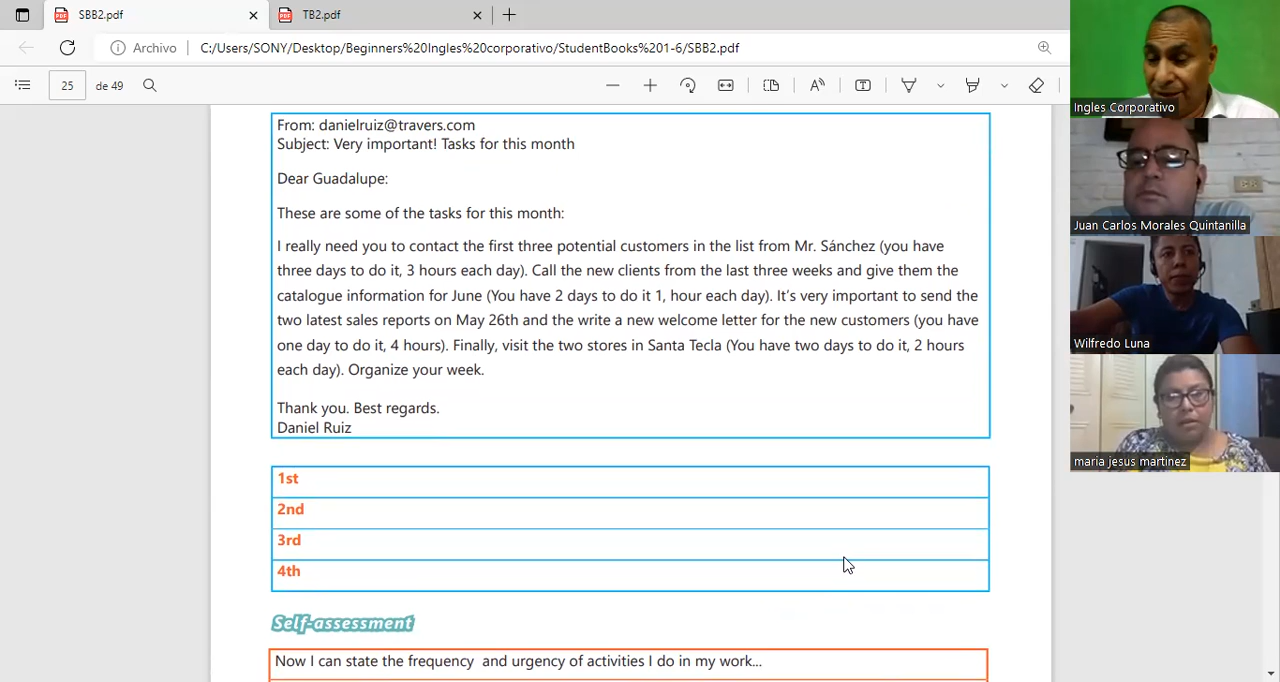 SBB2.pdf
TB2.pdf
Archivo
C:/Users/SONY/Desktop/Beginners%20Ingles%20corporativo/StudentBooks%201-6/SBB2.pdf
25 de 49
From: danielruiz@travers.com
Subject: Very important! Tasks for this month
Dear Guadalupe:
These are some of the tasks for this month:
I really need you to contact the first three potential customers in the list from Mr. Sánchez (you have
three days to do it, 3 hours each day). Call the new clients from the last three weeks and give them the
catalogue information for June (You have 2 days to do it 1, hour each day). It's very important to send the
two latest sales reports on May 26th and the write a new welcome letter for the new customers (you have
one day to do it, 4 hours). Finally, visit the two stores in Santa Tecla (You have two days to do it, 2 hours
each day). Organize your week.
Thank you. Best regards.
Daniel Ruiz
1st
2nd
3rd
4th
Self-assessment
Now I can state the frequency and urgency of activities I do in my work...
Ingles Corporativo
Juan Carlos Morales Quintanilla
Wilfredo Luna
maria jesus martinez